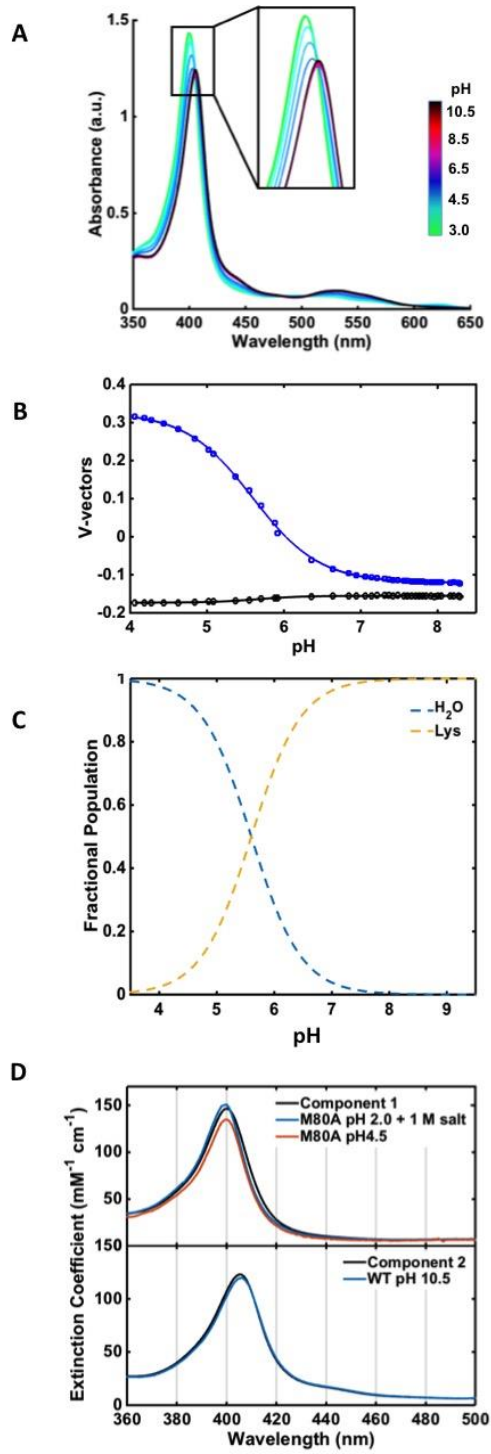 A
1.5
1
0.5
0
Absorbance (a.u.)
350 400 450 500 550 600 650
Wavelength (nm)
pH
10.5
8.5
6.5
4.5
3.0
B
0.4
0.3
0.2
0.1
0
-0.1
-0.2
V-vectors
4 5 6 7 8
pH
C
1
0.8
0.6
0.4
0.2
0
Fractional Population
H₂O
Lys
4 5 6 7 8 9
pH
D
150
100
50
Component 1
M80A pH 2.0 + 1 M salt
M80A pH4.5
Extinction Coefficient (mM⁻¹ cm⁻¹)
150
100
50
0
Component 2
WT pH 10.5
360 380 400 420 440 460 480 500
Wavelength (nm)